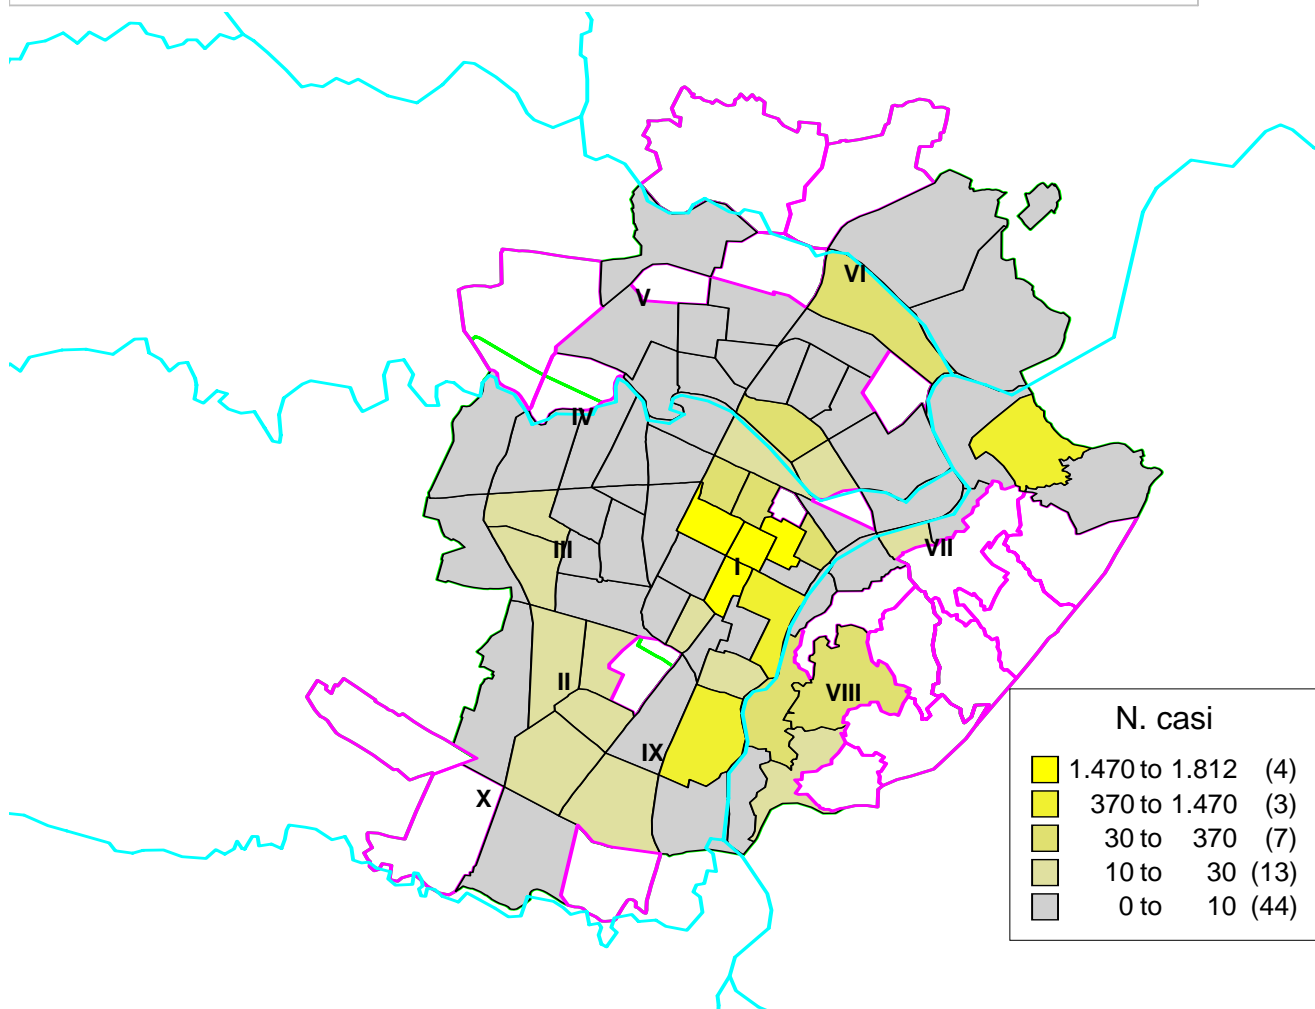 VI
V
IV
III
VII
I
II
VIII
IX
X
N. casi
1.470 to 1.812 (4)
370 to 1.470 (3)
30 to 370 (7)
10 to 30 (13)
0 to 10 (44)